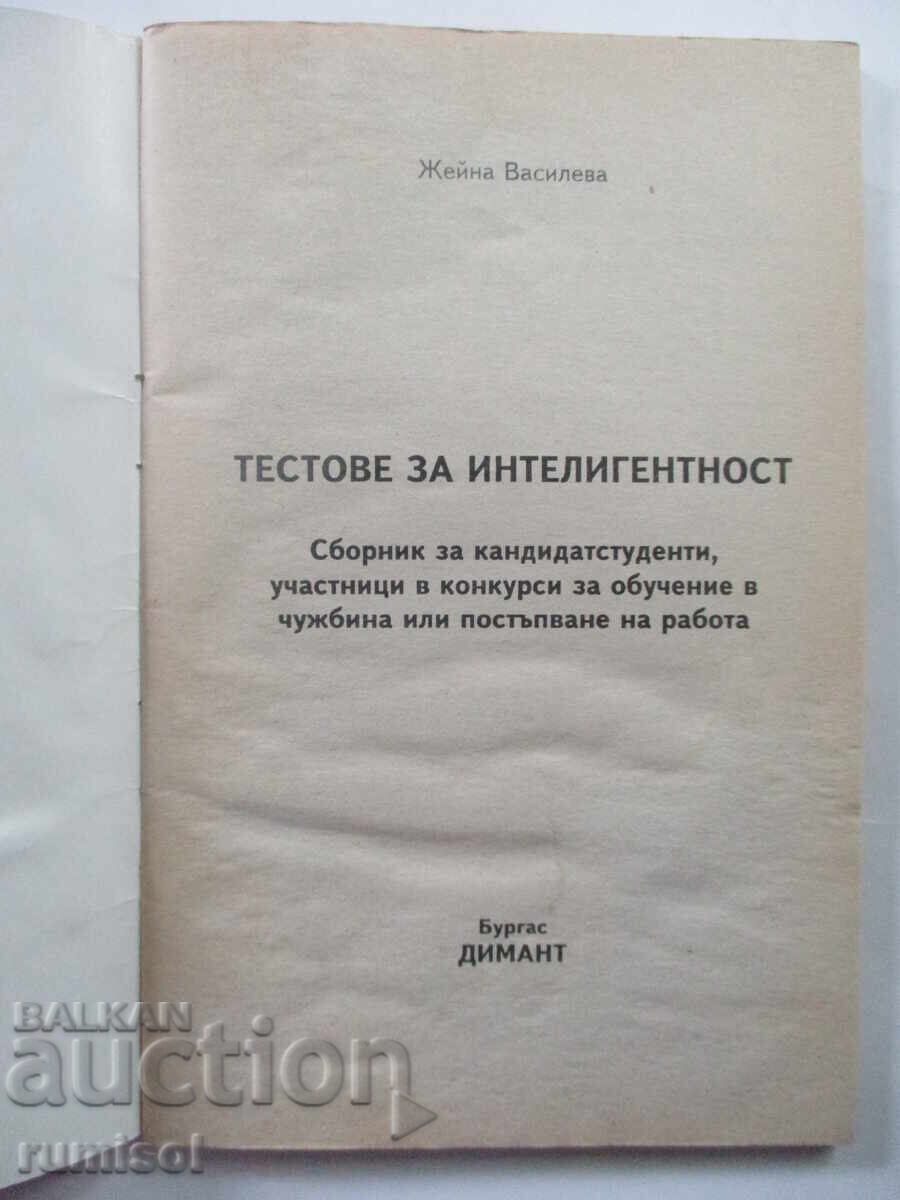 Жейна Василева
ТЕСТОВЕ ЗА ИНТЕЛИГЕНТНОСТ
Сборник за кандидатстуденти,
участници в конкурси за обучение в
чужбина или постъпване на работа
Бургас
ДИМАНТ
BALKAN
auction
rumisol